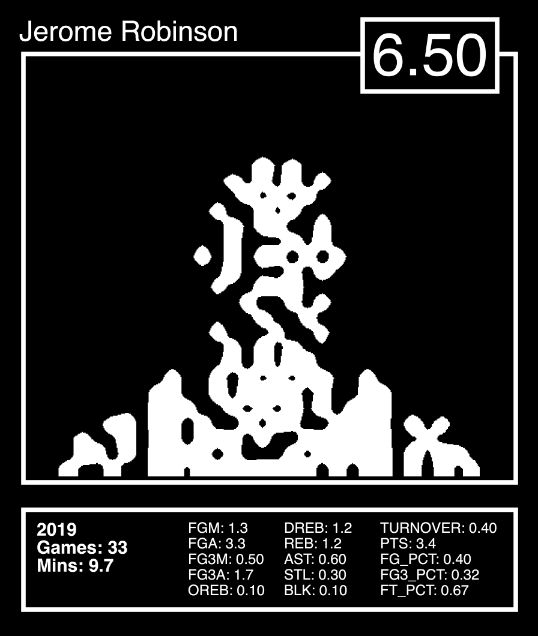 Jerome Robinson
6.50
2019
Games: 33
Mins: 9.7
FGM: 1.3
FGA: 3.3
FG3M: 0.50
FG3A: 1.7
OREB: 0.10
DREB: 1.2
REB: 1.2
AST: 0.60
STL: 0.30
BLK: 0.10
TURNOVER: 0.40
PTS: 3.4
FG_PCT: 0.40
FG3_PCT: 0.32
FT_PCT: 0.67